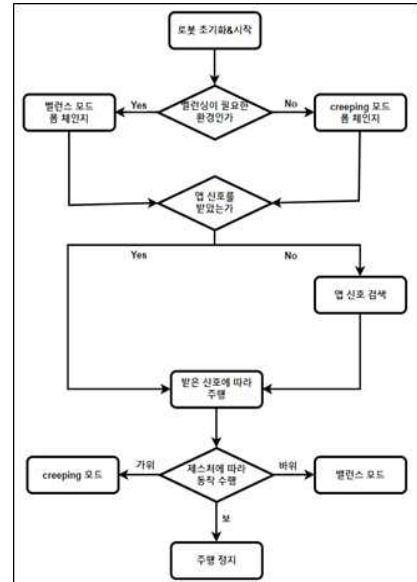 로봇 초기화&시작
밸런싱이 필요한
환경인가
Yes
No
밸런스 모드
폼 체인지
creeping 모드
폼 체인지
맵 신호를
받았는가
Yes
No
맵 신호 검색
받은 신호에 따라
주행
제스처에 따라
동작 수행
가위
바위
creeping 모드
밸런스 모드
보
주행 정지